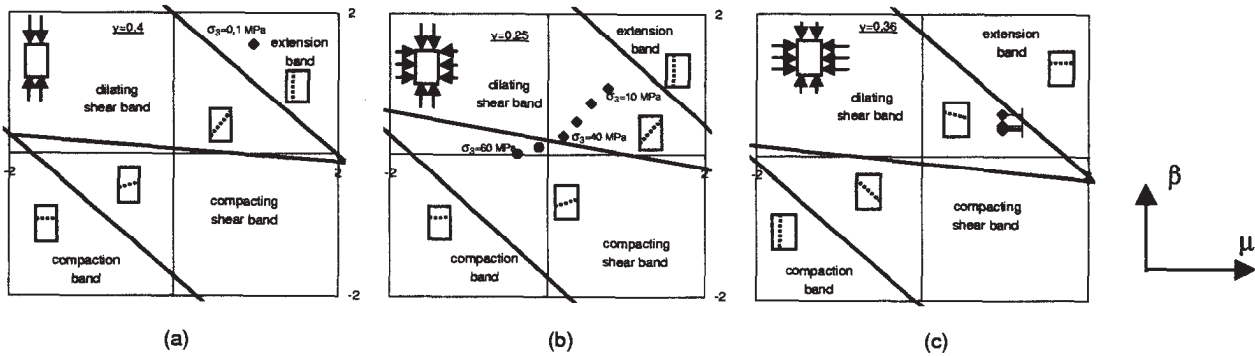 2
ν=0.4
σ3=0,1 MPa
extension
band
dilating
shear band
-2
2
compacting
shear band
compaction
band
-2
(a)
2
ν=0.25
extension
band
dilating
shear band
σ3=10 MPa
σ3=40 MPa
σ3=60 MPa
-2
2
compacting
shear band
compaction
band
-2
(b)
ν=0.36
extension
band
dilating
shear band
-2
compacting
shear band
compaction
band
(c)
β
μ